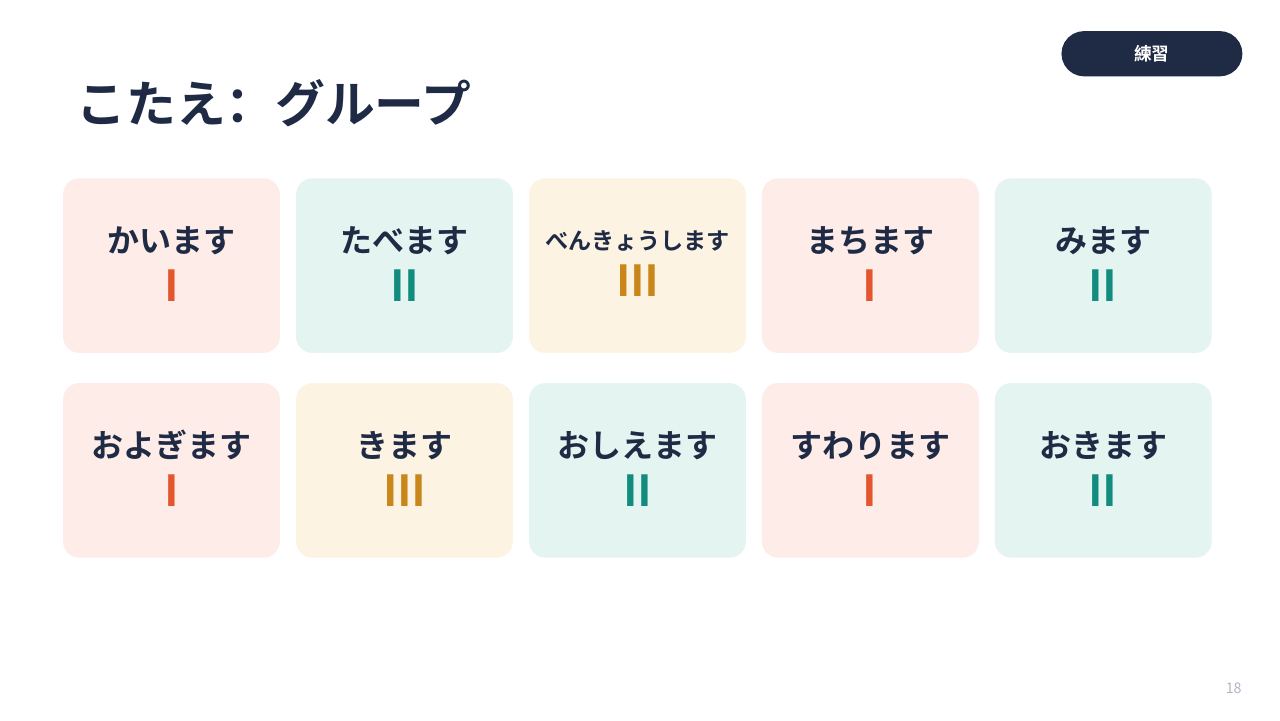 練習
こたえ：グループ
かいます
I
たべます
II
べんきょうします
III
まちます
I
みます
II
およぎます
I
きます
III
おしえます
II
すわります
I
おきます
II
18